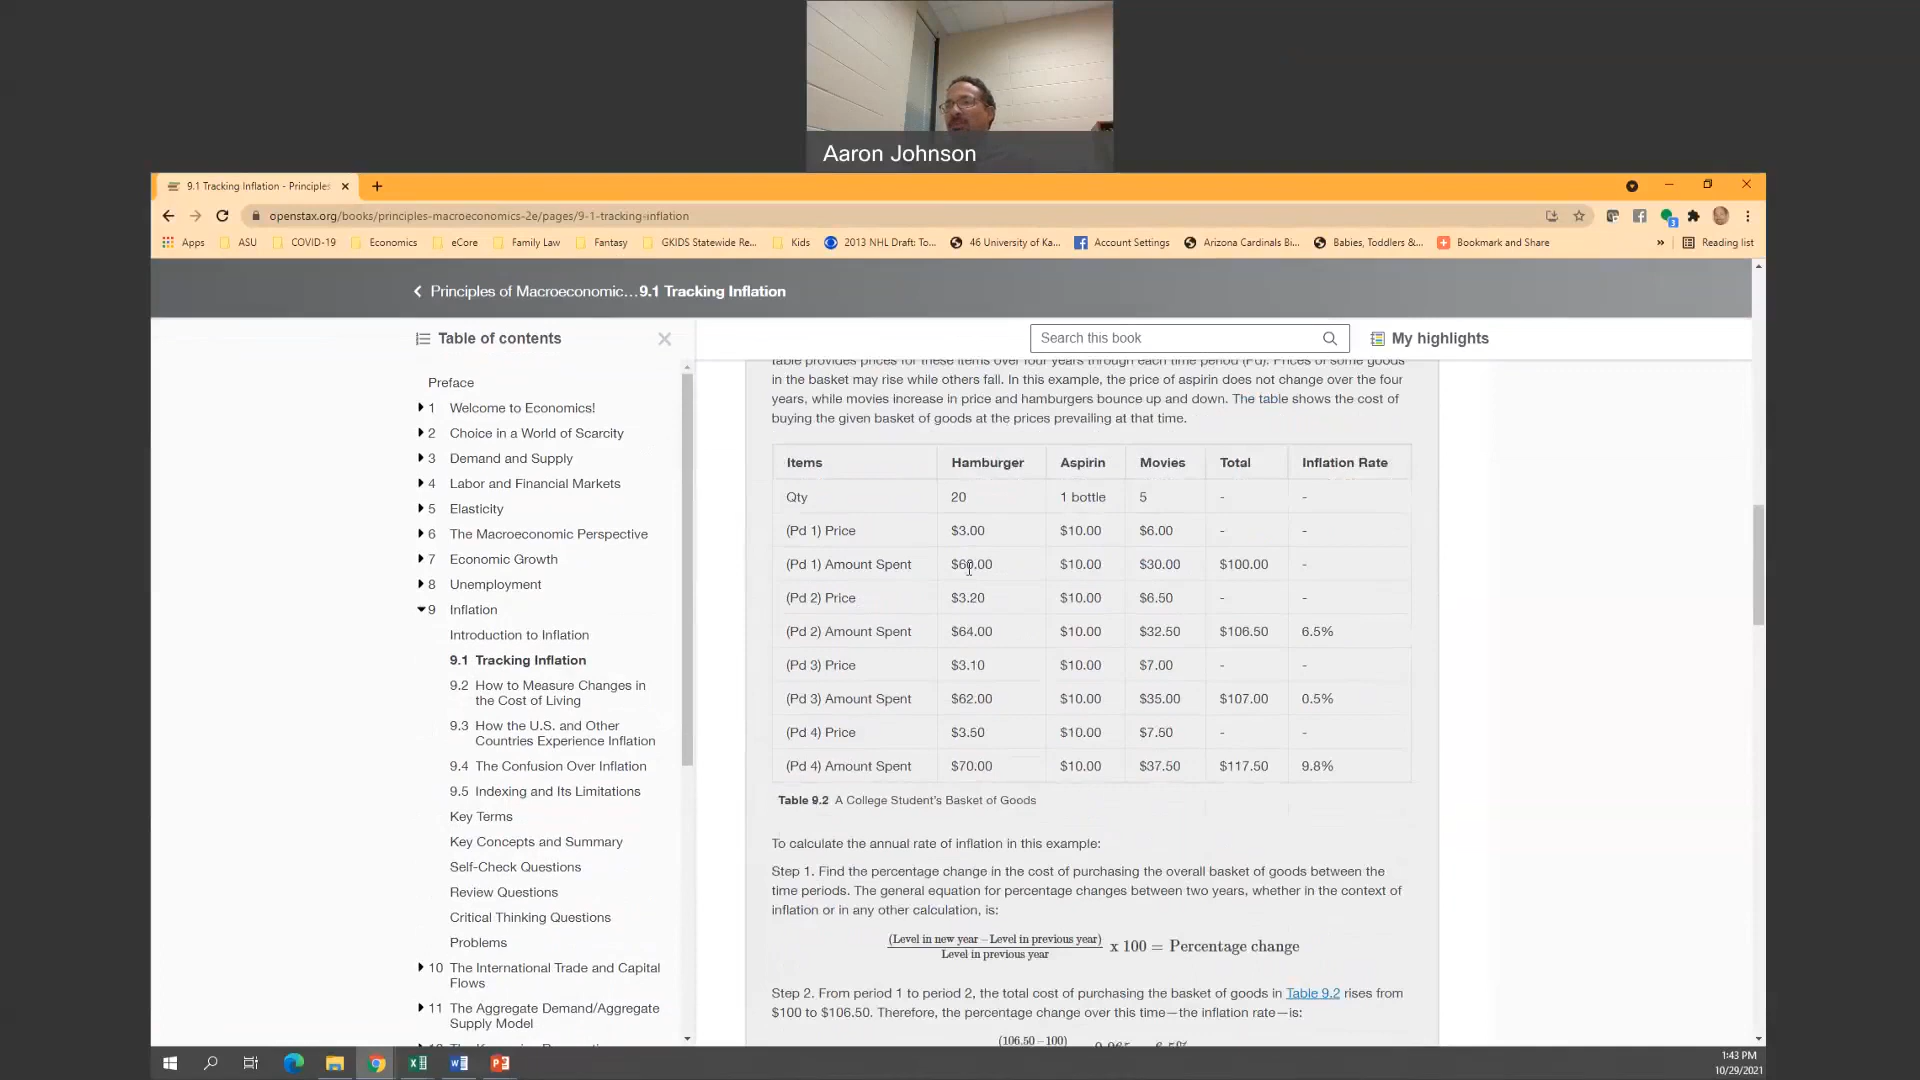 Aaron Johnson
9.1 Tracking Inflation - Principles
openstax.org/books/principles-macroeconomics-2e/pages/9-1-tracking-inflation
Apps ASU COVID-19 Economics eCore Family Law Fantasy GKIDS Statewide Re... Kids 2013 NHL Draft: To... 46 University of Ka... Account Settings Arizona Cardinals Bi... Babies, Toddlers &... Bookmark and Share » Reading list
Principles of Macroeconomic...9.1 Tracking Inflation
Table of contents
Search this book
My highlights
Preface
1 Welcome to Economics!
2 Choice in a World of Scarcity
3 Demand and Supply
4 Labor and Financial Markets
5 Elasticity
6 The Macroeconomic Perspective
7 Economic Growth
8 Unemployment
9 Inflation
Introduction to Inflation
9.1 Tracking Inflation
9.2 How to Measure Changes in
the Cost of Living
9.3 How the U.S. and Other
Countries Experience Inflation
9.4 The Confusion Over Inflation
9.5 Indexing and Its Limitations
Key Terms
Key Concepts and Summary
Self-Check Questions
Review Questions
Critical Thinking Questions
Problems
10 The International Trade and Capital
Flows
11 The Aggregate Demand/Aggregate
Supply Model
table provides prices for these items over four years through each time period (Pd). Prices of some goods
in the basket may rise while others fall. In this example, the price of aspirin does not change over the four
years, while movies increase in price and hamburgers bounce up and down. The table shows the cost of
buying the given basket of goods at the prices prevailing at that time.
Items Hamburger Aspirin Movies Total Inflation Rate
Qty 20 1 bottle 5 - -
(Pd 1) Price $3.00 $10.00 $6.00 - -
(Pd 1) Amount Spent $60.00 $10.00 $30.00 $100.00 -
(Pd 2) Price $3.20 $10.00 $6.50 - -
(Pd 2) Amount Spent $64.00 $10.00 $32.50 $106.50 6.5%
(Pd 3) Price $3.10 $10.00 $7.00 - -
(Pd 3) Amount Spent $62.00 $10.00 $35.00 $107.00 0.5%
(Pd 4) Price $3.50 $10.00 $7.50 - -
(Pd 4) Amount Spent $70.00 $10.00 $37.50 $117.50 9.8%
Table 9.2 A College Student's Basket of Goods
To calculate the annual rate of inflation in this example:
Step 1. Find the percentage change in the cost of purchasing the overall basket of goods between the
time periods. The general equation for percentage changes between two years, whether in the context of
inflation or in any other calculation, is:
(Level in new year – Level in previous year)
x 100 = Percentage change
Level in previous year
Step 2. From period 1 to period 2, the total cost of purchasing the basket of goods in Table 9.2 rises from
$100 to $106.50. Therefore, the percentage change over this time—the inflation rate—is:
(106.50 – 100)
1:43 PM
10/29/2021